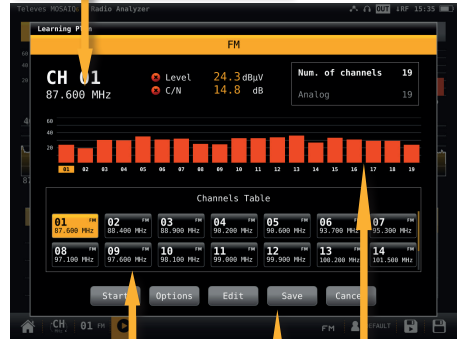 Televes MOSAIQ Radio Analyzer OUT ↓RF 15:35
Learning Plan
FM
CH 01
87.600 MHz
Level 24.3 dBµV
C/N 14.8 dB
Num. of channels 19
Analog 19
60
40
20
01 02 03 04 05 06 07 08 09 10 11 12 13 14 15 16 17 18 19
Channels Table
01 FM 02 FM 03 FM 04 FM 05 FM 06 FM 07 FM
87.600 MHz 88.400 MHz 88.900 MHz 90.200 MHz 90.600 MHz 93.700 MHz 95.300 MHz
08 FM 09 FM 10 FM 11 FM 12 FM 13 FM 14 FM
97.100 MHz 97.600 MHz 98.100 MHz 99.000 MHz 99.900 MHz 100.200 MHz 101.500 MHz
Start Options Edit Save Cancel
CH 01 FM FM DEFAULT